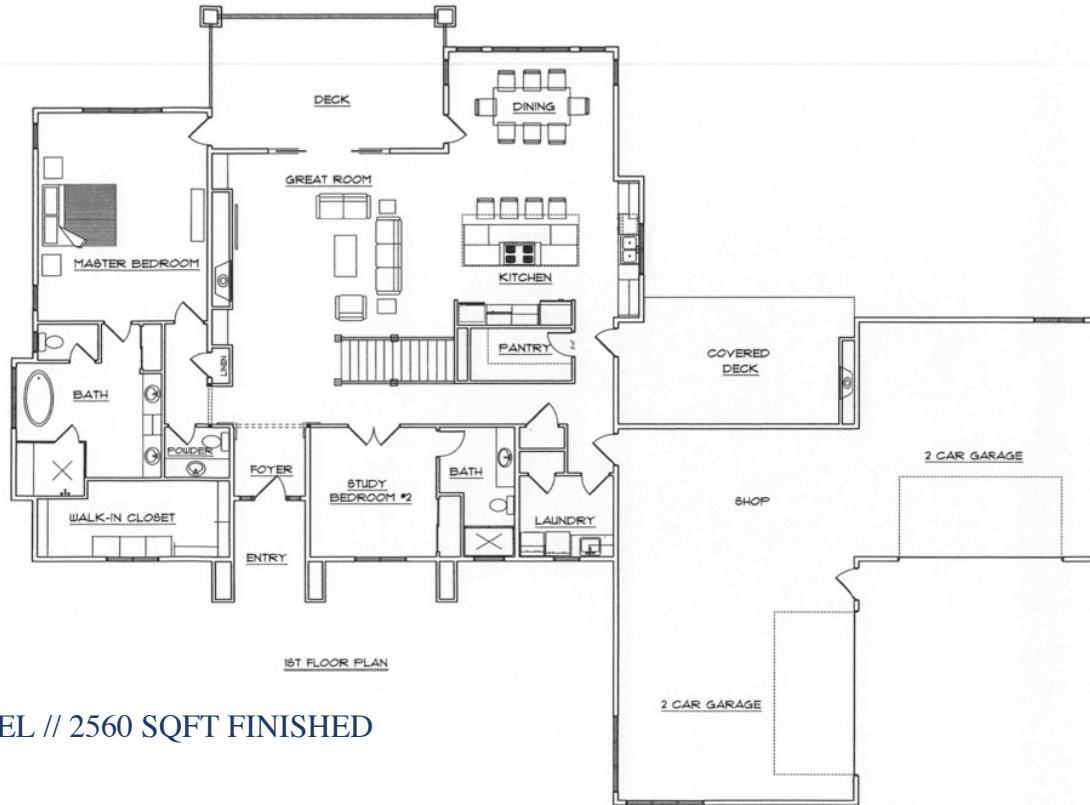 DECK
DINING
GREAT ROOM
MASTER BEDROOM
KITCHEN
PANTRY
COVERED
DECK
LINEN
BATH
POWDER
FOYER
STUDY
BEDROOM #2
BATH
2 CAR GARAGE
SHOP
WALK-IN CLOSET
LAUNDRY
ENTRY
1ST FLOOR PLAN
2 CAR GARAGE
EL // 2560 SQFT FINISHED